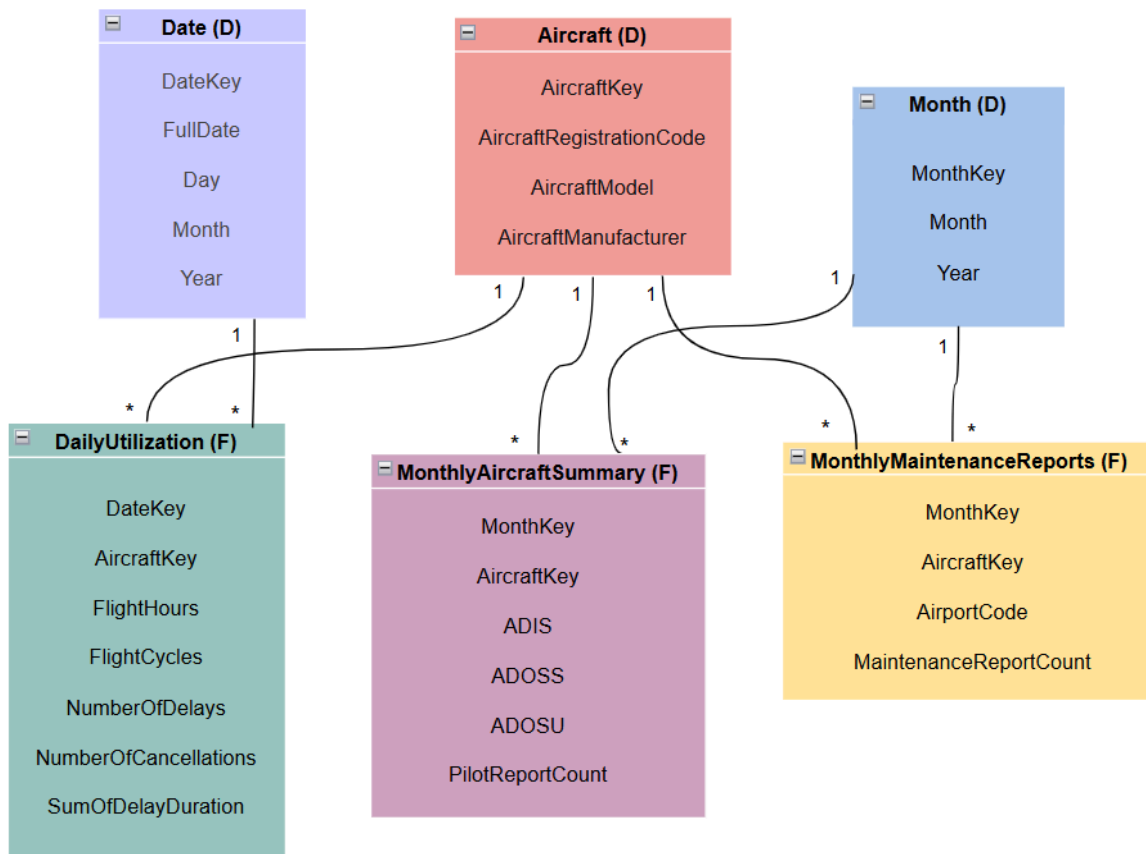 Date (D)
DateKey
FullDate
Day
Month
Year
Aircraft (D)
AircraftKey
AircraftRegistrationCode
AircraftModel
AircraftManufacturer
Month (D)
MonthKey
Month
Year
1
1
1
1
1
1
1
*
*
*
*
*
*
*
DailyUtilization (F)
DateKey
AircraftKey
FlightHours
FlightCycles
NumberOfDelays
NumberOfCancellations
SumOfDelayDuration
MonthlyAircraftSummary (F)
MonthKey
AircraftKey
ADIS
ADOSS
ADOSU
PilotReportCount
MonthlyMaintenanceReports (F)
MonthKey
AircraftKey
AirportCode
MaintenanceReportCount